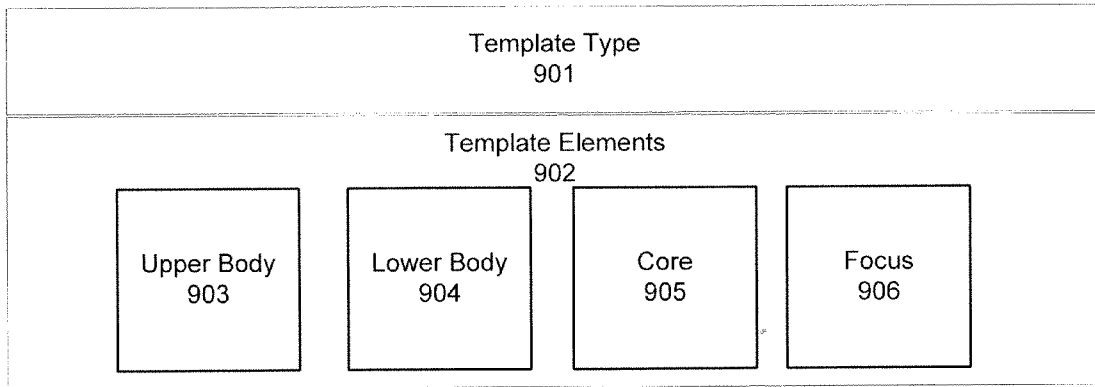 Template Type
901
Template Elements
902
Upper Body
903
Lower Body
904
Core
905
Focus
906